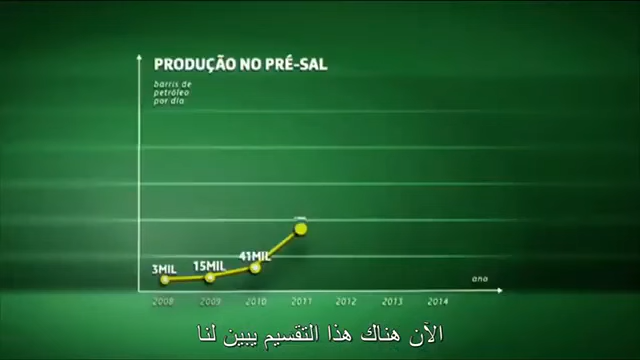 PRODUÇÃO NO PRÉ-SAL
barris de
petróleo
por dia
3MIL
15MIL
41MIL
ano
2008 2009 2010 2011 2012 2013 2014
الآن هناك هذا التقسيم يبين لنا